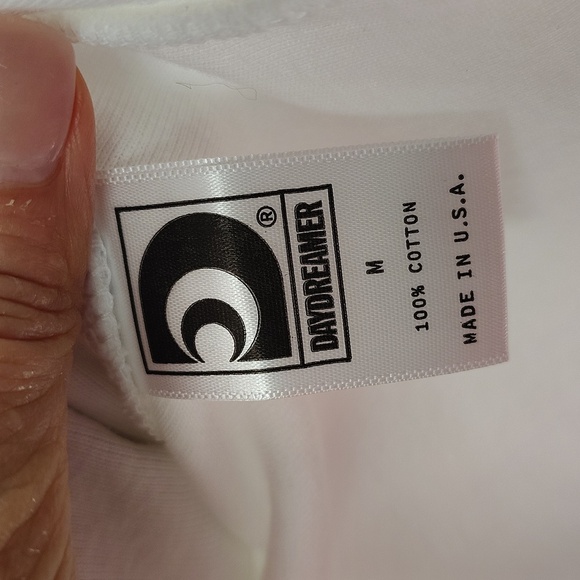 ®
DAYDREAMER
M
100% COTTON
MADE IN U.S.A.